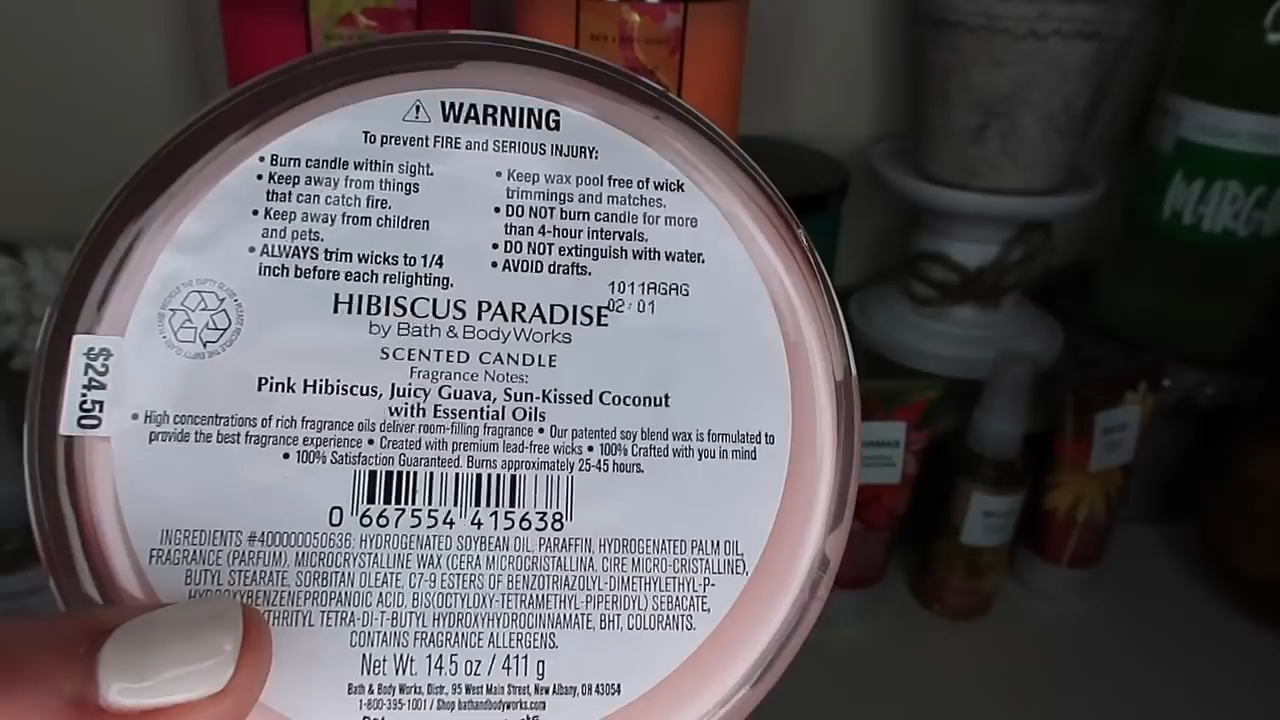 ⚠ WARNING
To prevent FIRE and SERIOUS INJURY:
• Burn candle within sight.
• Keep away from things
that can catch fire.
• Keep away from children
and pets.
• ALWAYS trim wicks to 1/4
inch before each relighting.
• Keep wax pool free of wick
trimmings and matches.
• DO NOT burn candle for more
than 4-hour intervals.
• DO NOT extinguish with water.
• AVOID drafts.
1011AGAG
02:01
HIBISCUS PARADISE
by Bath & Body Works
SCENTED CANDLE
Fragrance Notes:
Pink Hibiscus, Juicy Guava, Sun-Kissed Coconut
with Essential Oils
• High concentrations of rich fragrance oils deliver room-filling fragrance • Our patented soy blend wax is formulated to
provide the best fragrance experience • Created with premium lead-free wicks • 100% Crafted with you in mind
• 100% Satisfaction Guaranteed. Burns approximately 25-45 hours.
$24.50
0 667554 415638
INGREDIENTS #400000050636: HYDROGENATED SOYBEAN OIL, PARAFFIN, HYDROGENATED PALM OIL,
FRAGRANCE (PARFUM), MICROCRYSTALLINE WAX (CERA MICROCRISTALLINA, CIRE MICRO-CRISTALLINE),
BUTYL STEARATE, SORBITAN OLEATE, C7-9 ESTERS OF BENZOTRIAZOLYL-DIMETHYLETHYL-P-
HYDROXYBENZENEPROPANOIC ACID, BIS(OCTYLOXY-TETRAMETHYL-PIPERIDYL) SEBACATE,
THRITYL TETRA-DI-T-BUTYL HYDROXYHYDROCINNAMATE, BHT, COLORANTS.
CONTAINS FRAGRANCE ALLERGENS.
Net Wt. 14.5 oz / 411 g
Bath & Body Works, Distr., 95 West Main Street, New Albany, OH 43054
1-800-395-1001 / Shop bathandbodyworks.com
MARGA